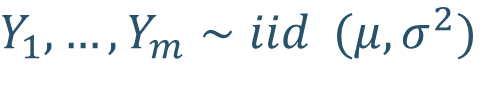 Y₁, …, Yₘ ~ iid (μ, σ²)